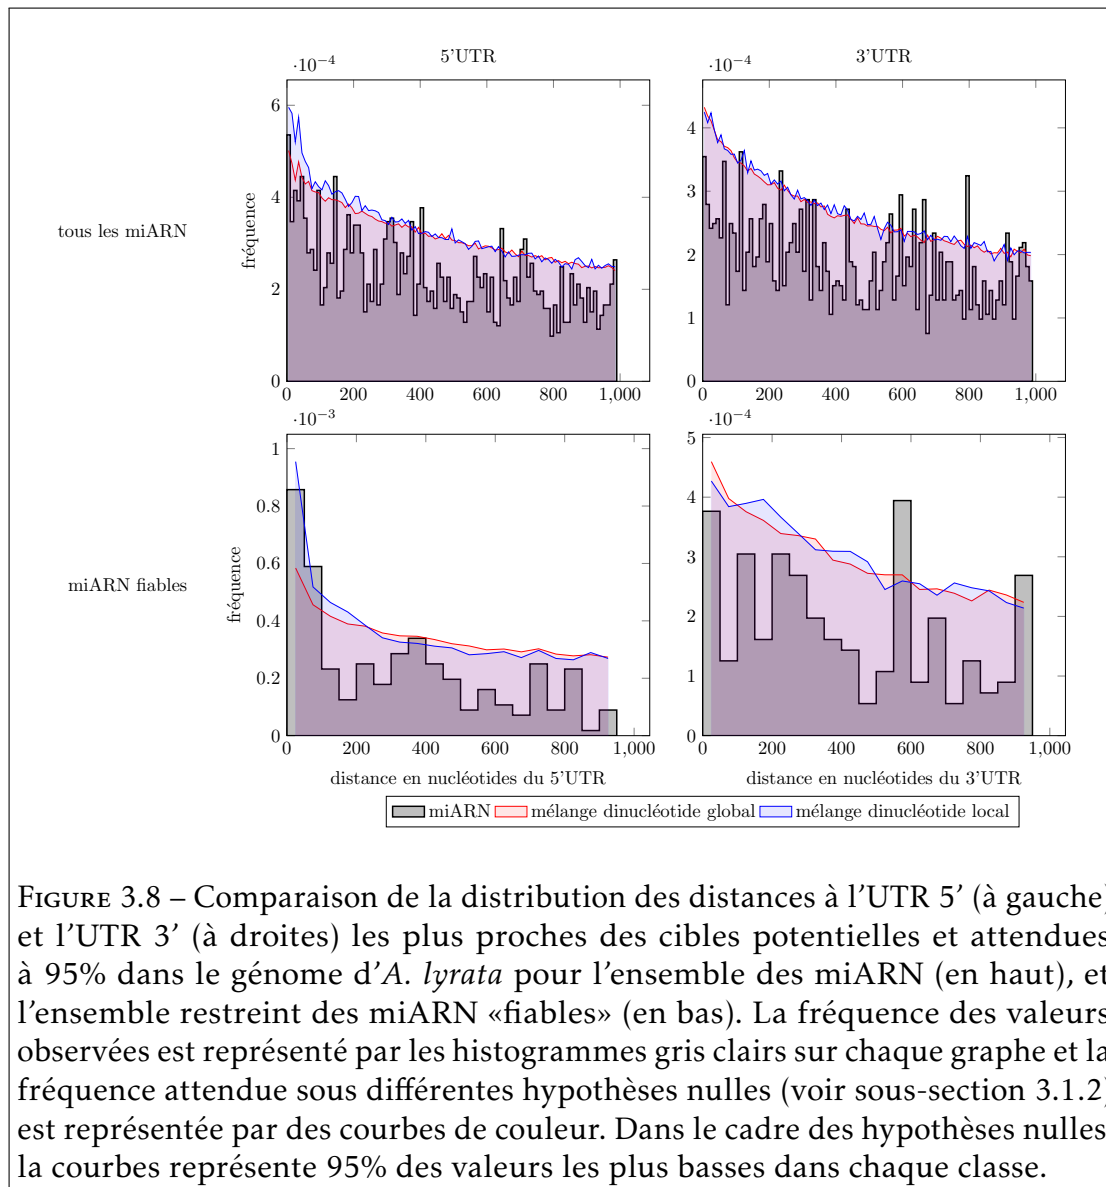 5'UTR
3'UTR
·10−4
6
4
2
0
fréquence
0 200 400 600 800 1,000
·10−4
4
3
2
1
0
0 200 400 600 800 1,000
tous les miARN
·10−3
1
0.8
0.6
0.4
0.2
0
fréquence
0 200 400 600 800 1,000
distance en nucléotides du 5'UTR
·10−4
5
4
3
2
1
0
0 200 400 600 800 1,000
distance en nucléotides du 3'UTR
miARN fiables
miARN mélange dinucléotide global mélange dinucléotide local
FIGURE 3.8 – Comparaison de la distribution des distances à l'UTR 5' (à gauche)
et l'UTR 3' (à droites) les plus proches des cibles potentielles et attendues
à 95% dans le génome d'A. lyrata pour l'ensemble des miARN (en haut), et
l'ensemble restreint des miARN «fiables» (en bas). La fréquence des valeurs
observées est représenté par les histogrammes gris clairs sur chaque graphe et la
fréquence attendue sous différentes hypothèses nulles (voir sous-section 3.1.2)
est représentée par des courbes de couleur. Dans le cadre des hypothèses nulles,
la courbes représente 95% des valeurs les plus basses dans chaque classe.